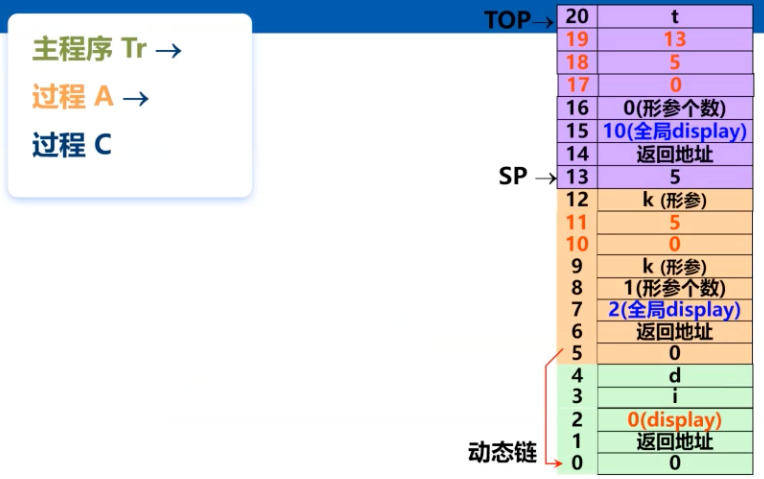 主程序 Tr →
过程 A →
过程 C
TOP→ 20 t
19 13
18 5
17 0
16 0(形参个数)
15 10(全局display)
14 返回地址
SP → 13 5
12 k (形参)
11 5
10 0
9 k (形参)
8 1(形参个数)
7 2(全局display)
6 返回地址
5 0
4 d
3 i
2 0(display)
1 返回地址
动态链 0 0